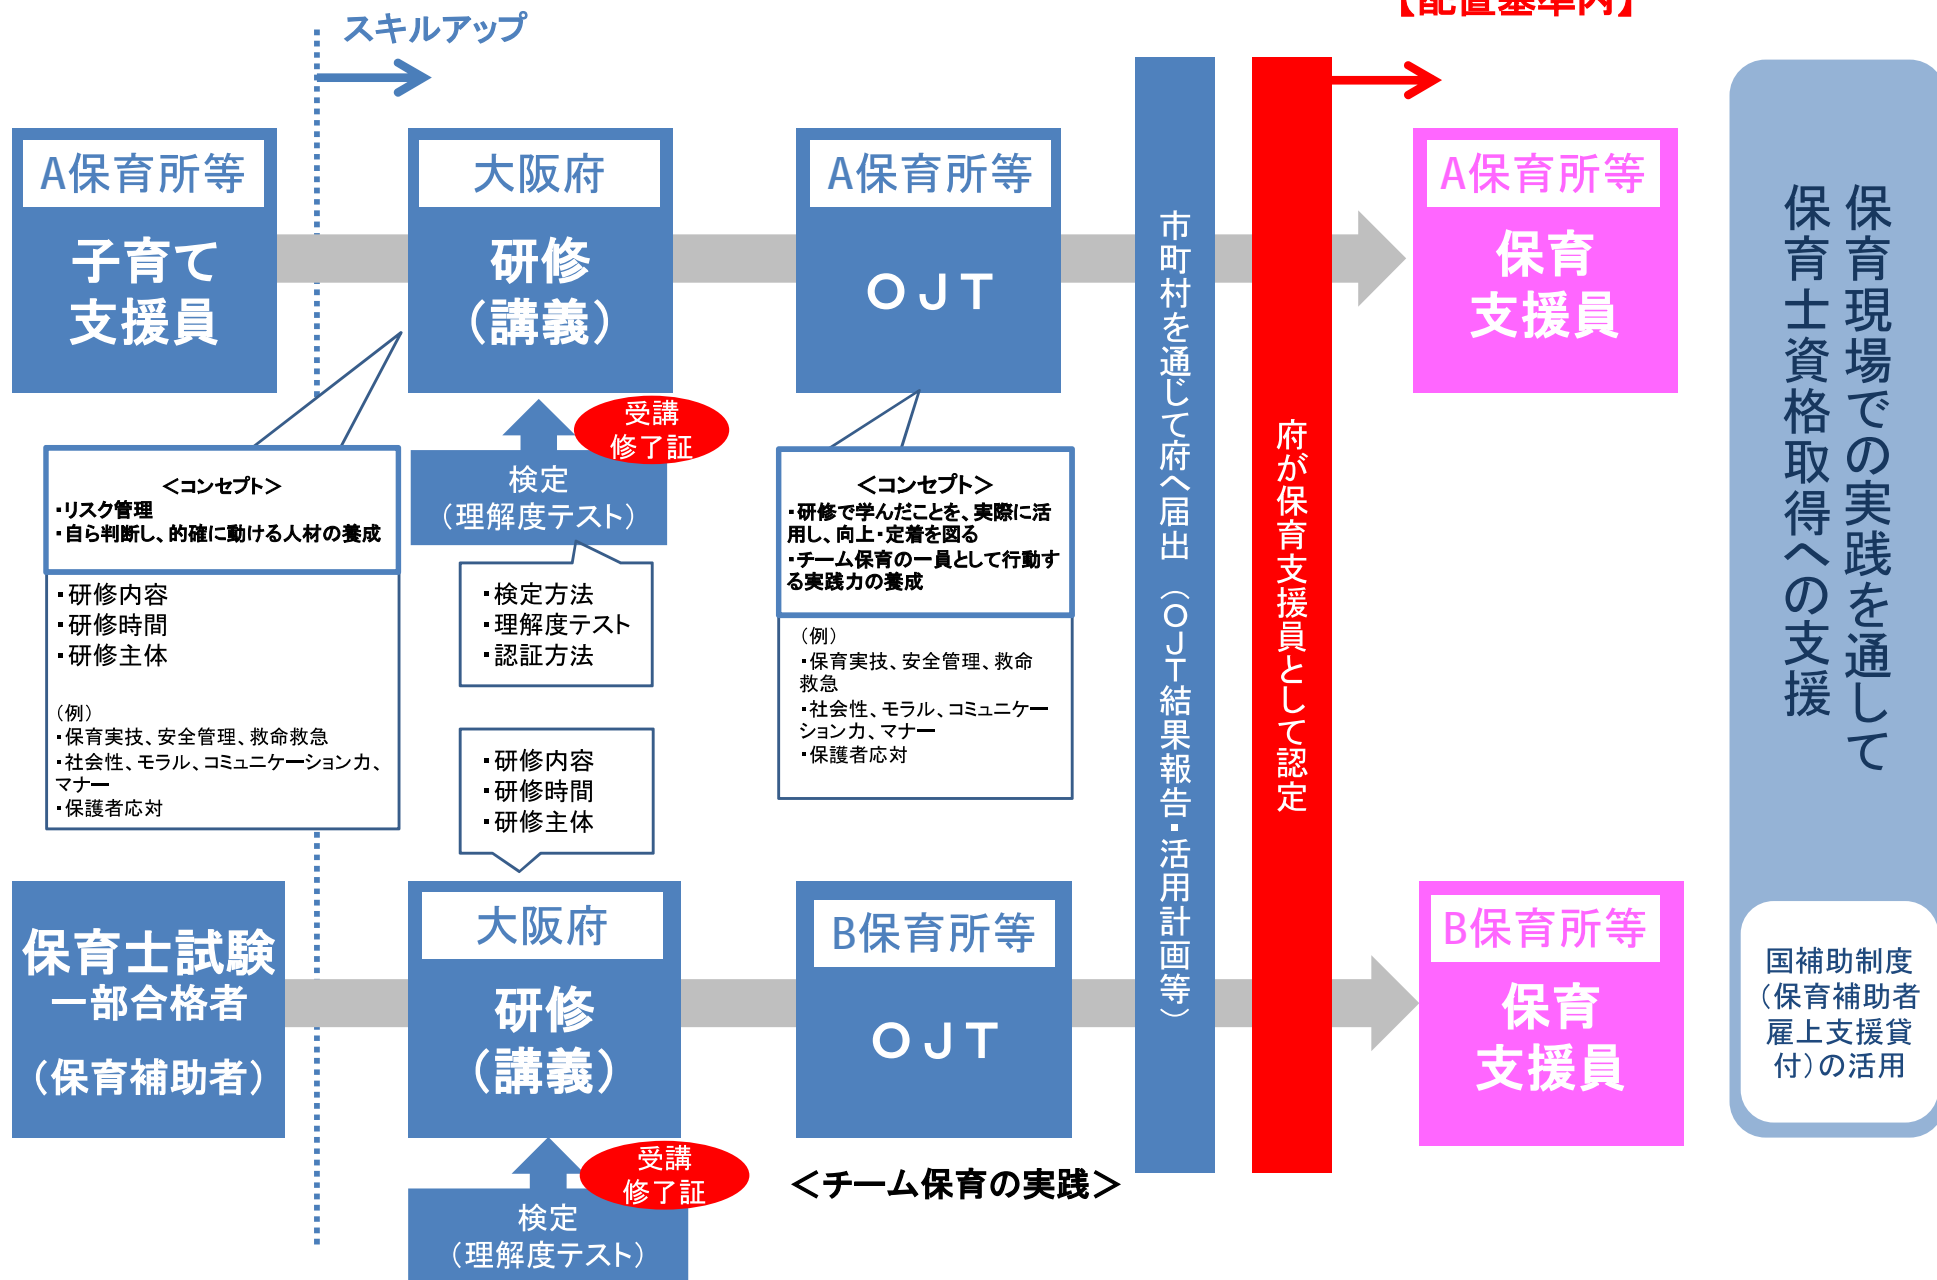 スキルアップ
【配置基準内】
A保育所等
子育て
支援員
大阪府
研修
（講義）
A保育所等
ＯＪＴ
市町村を通じて府へ届出（ＯＪＴ結果報告・活用計画等）
府が保育支援員として認定
A保育所等
保育
支援員
保育現場での実践を通して
保育士資格取得への支援
受講
修了証
検定
（理解度テスト）
＜コンセプト＞
・リスク管理
・自ら判断し、的確に動ける人材の養成
・研修内容
・研修時間
・研修主体
（例）
・保育実技、安全管理、救命救急
・社会性、モラル、コミュニケーション力、
マナー
・保護者応対
・検定方法
・理解度テスト
・認証方法
・研修内容
・研修時間
・研修主体
＜コンセプト＞
・研修で学んだことを、実際に活
用し、向上・定着を図る
・チーム保育の一員として行動す
る実践力の養成
（例）
・保育実技、安全管理、救命
救急
・社会性、モラル、コミュニケー
ション力、マナー
・保護者応対
保育士試験
一部合格者
（保育補助者）
大阪府
研修
（講義）
B保育所等
ＯＪＴ
B保育所等
保育
支援員
国補助制度
（保育補助者
雇上支援貸
付）の活用
受講
修了証
検定
（理解度テスト）
＜チーム保育の実践＞